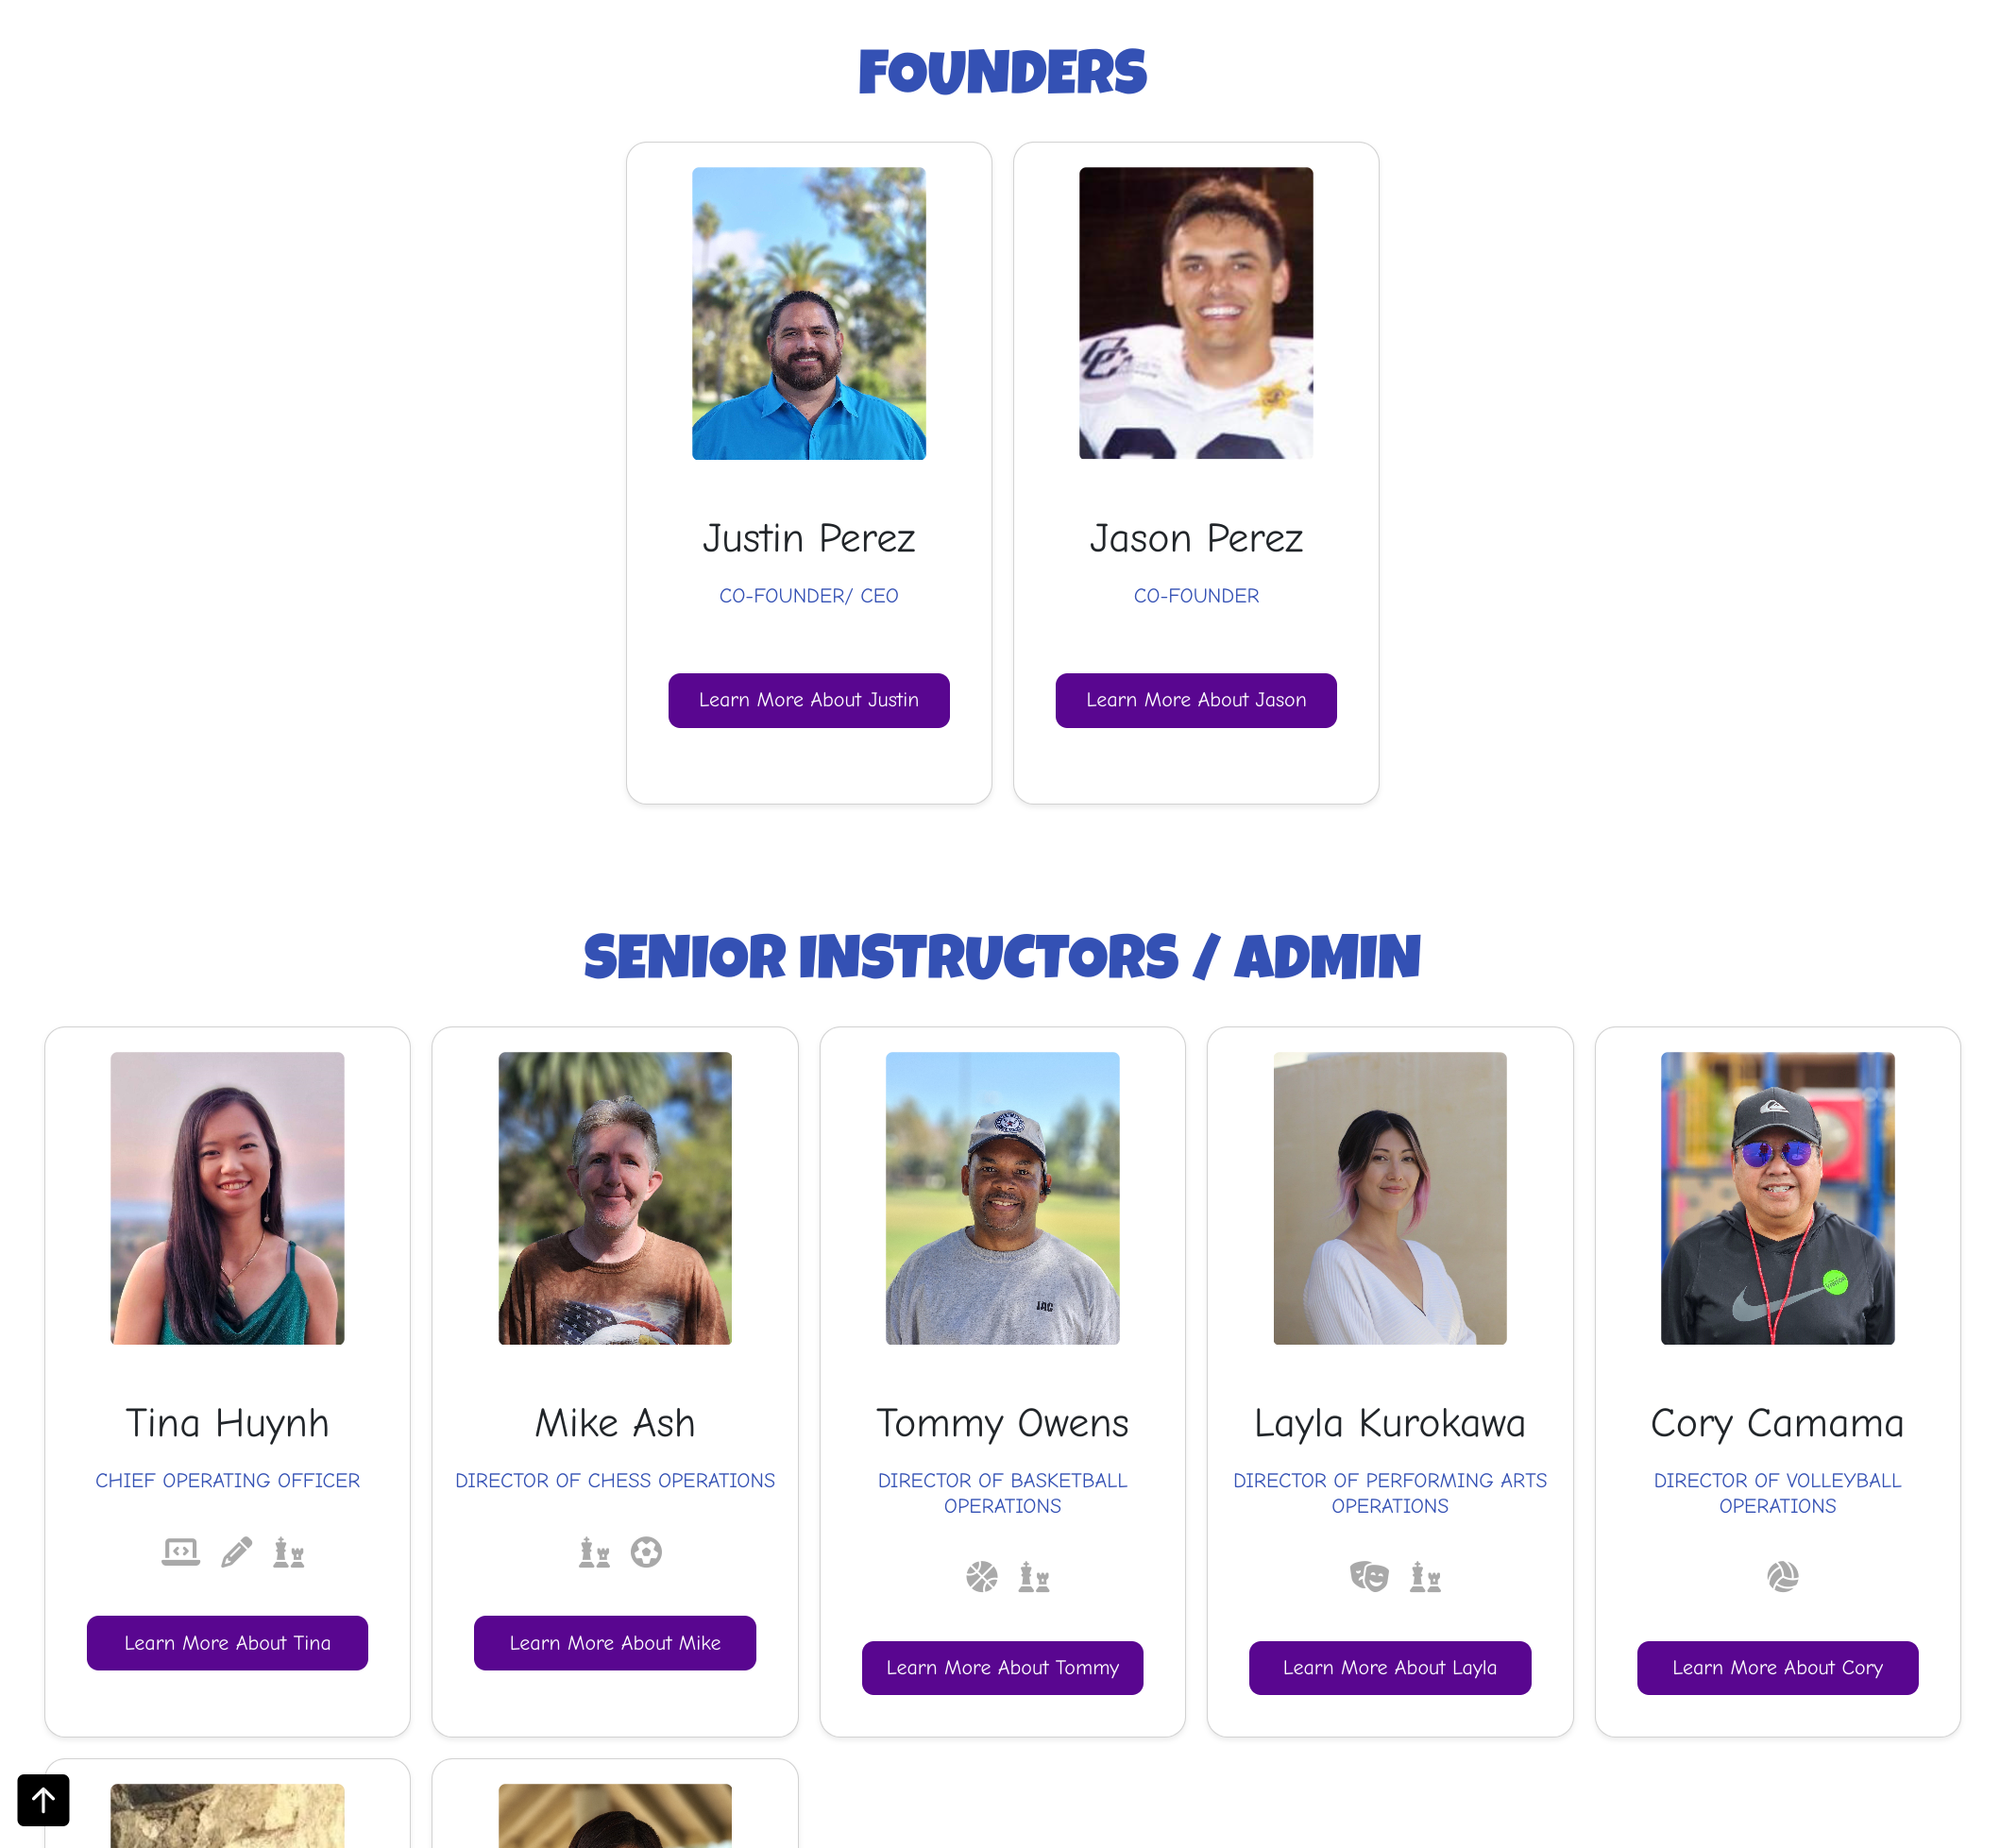 FOUNDERS
Justin Perez
Jason Perez
CO-FOUNDER/ CEO
CO-FOUNDER
Learn More About Justin
Learn More About Jason
SENIOR INSTRUCTORS / ADMIN
IAC
Tina Huynh
Mike Ash
Tommy Owens
Layla Kurokawa
Cory Camama
CHIEF OPERATING OFFICER
DIRECTOR OF CHESS OPERATIONS
DIRECTOR OF BASKETBALL
OPERATIONS
DIRECTOR OF PERFORMING ARTS
OPERATIONS
DIRECTOR OF VOLLEYBALL
OPERATIONS
Learn More About Tina
Learn More About Mike
Learn More About Tommy
Learn More About Layla
Learn More About Cory